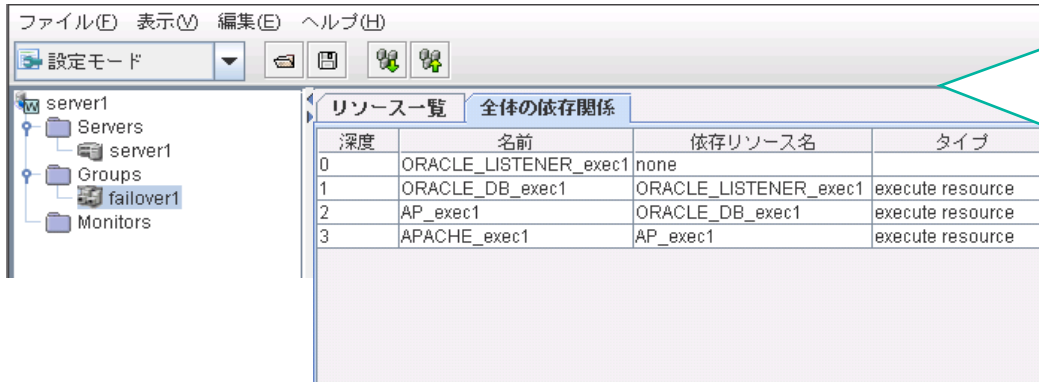 ファイル(F) 表示(V) 編集(E) ヘルプ(H)
設定モード
server1
Servers
server1
Groups
failover1
Monitors
リソース一覧 全体の依存関係
深度 名前 依存リソース名 タイプ
0 ORACLE_LISTENER_exec1 none
1 ORACLE_DB_exec1 ORACLE_LISTENER_exec1 execute resource
2 AP_exec1 ORACLE_DB_exec1 execute resource
3 APACHE_exec1 AP_exec1 execute resource